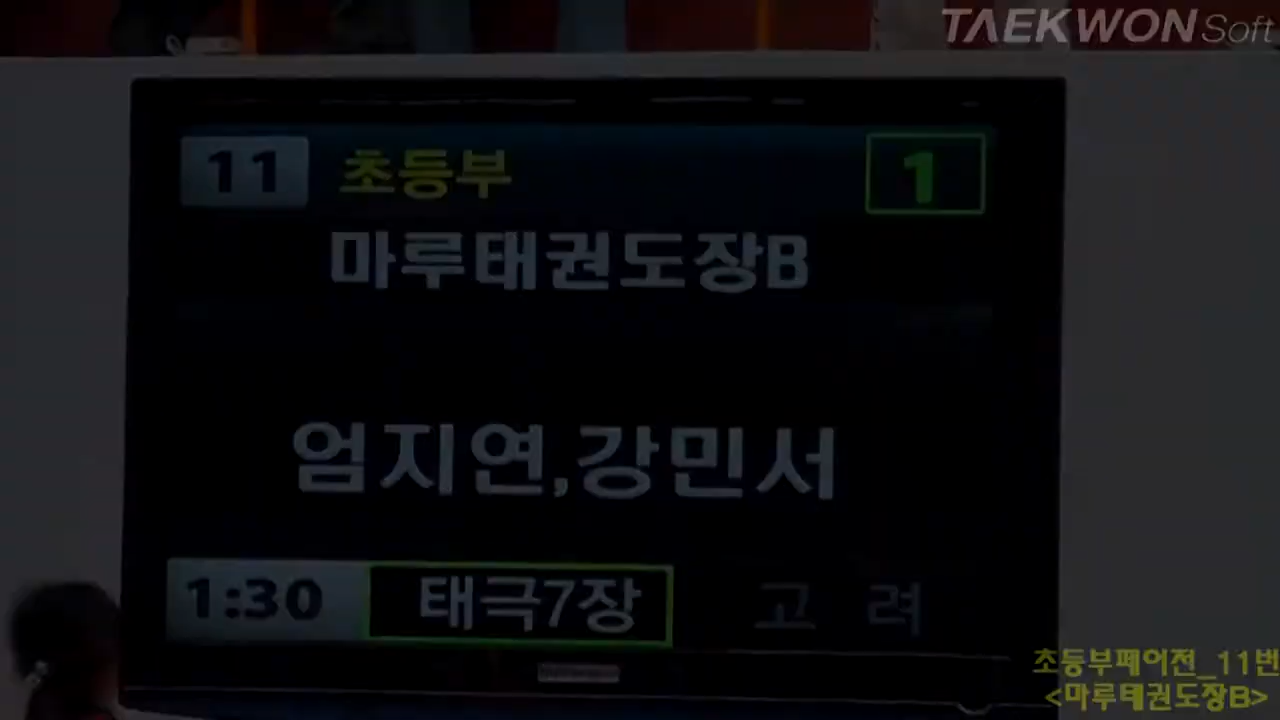 TAEKWONSoft
11 초등부 1
마루태권도장B
엄지연,강민서
1:30 태극7장 고 려
초등부페어전_11번
<마루태권도장B>